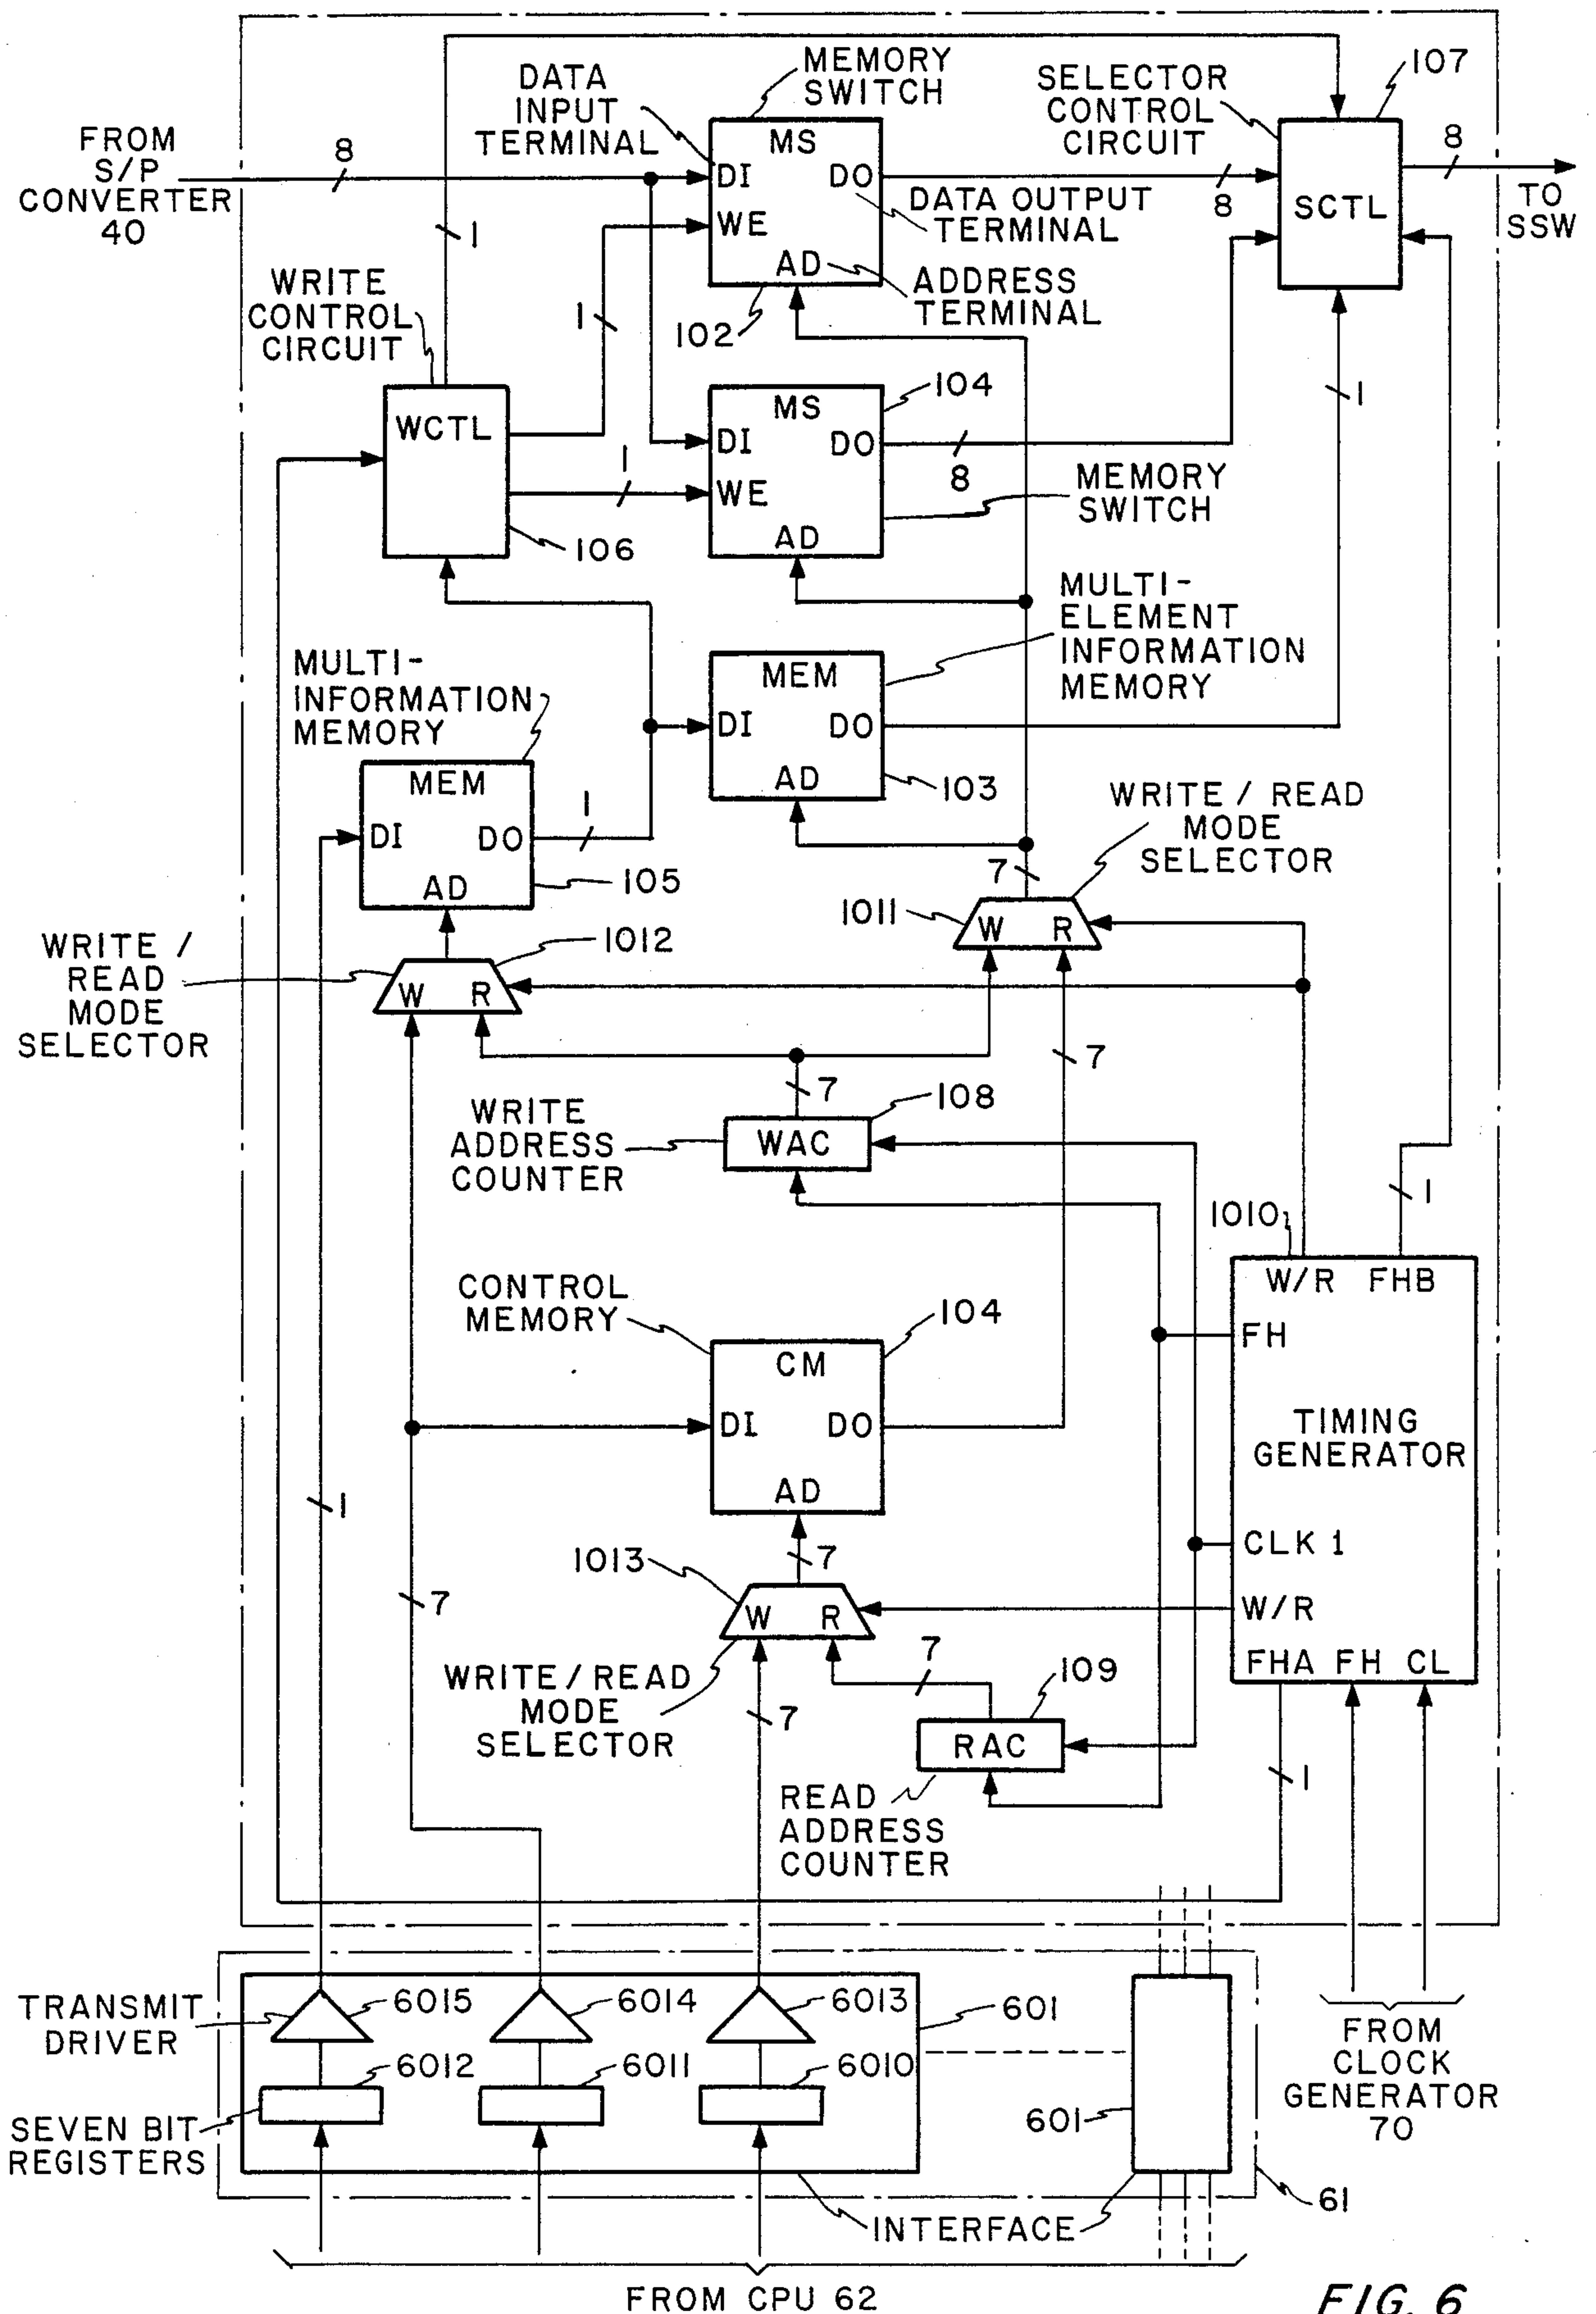 MEMORY
SWITCH
DATA
INPUT
TERMINAL
SELECTOR
CONTROL
CIRCUIT
107
FROM
S/P
CONVERTER
40
8
MS
DI
DO
WE
AD
DATA OUTPUT
TERMINAL
8
SCTL
8
TO
SSW
1
ADDRESS
TERMINAL
102
WRITE
CONTROL
CIRCUIT
1
WCTL
106
1
MS
DI
DO
WE
AD
104
8
MEMORY
SWITCH
1
MULTI-
ELEMENT
INFORMATION
MEMORY
MULTI-
INFORMATION
MEMORY
MEM
DI
DO
AD
103
MEM
DI
DO
AD
1
105
WRITE / READ
MODE
SELECTOR
7
1011
W R
1012
WRITE /
READ
MODE
SELECTOR
W R
7
7
WRITE
ADDRESS
COUNTER
108
WAC
1
1010
W/R FHB
FH
TIMING
GENERATOR
CLK 1
W/R
FHA FH CL
CONTROL
MEMORY
104
CM
DI
DO
AD
1
7
1013
7
W R
WRITE / READ
MODE
SELECTOR
7
7
109
RAC
READ
ADDRESS
COUNTER
1
TRANSMIT
DRIVER
6015
6014
6013
601
6012
6011
6010
SEVEN BIT
REGISTERS
601
FROM
CLOCK
GENERATOR
70
61
INTERFACE
FROM CPU 62
FIG. 6